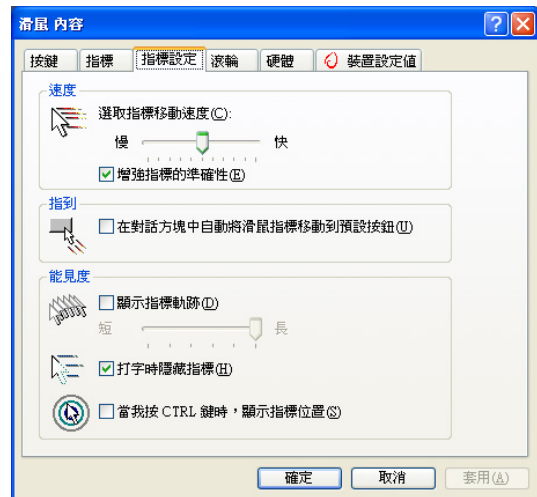 滑鼠 內容
按鍵 指標 指標設定 滾輪 硬體 裝置設定值
速度
選取指標移動速度(C):
慢 快
增強指標的準確性(E)
指到
在對話方塊中自動將滑鼠指標移動到預設按鈕(U)
能見度
顯示指標軌跡(D)
短 長
打字時隱藏指標(H)
當我按 CTRL 鍵時，顯示指標位置(S)
確定 取消 套用(A)